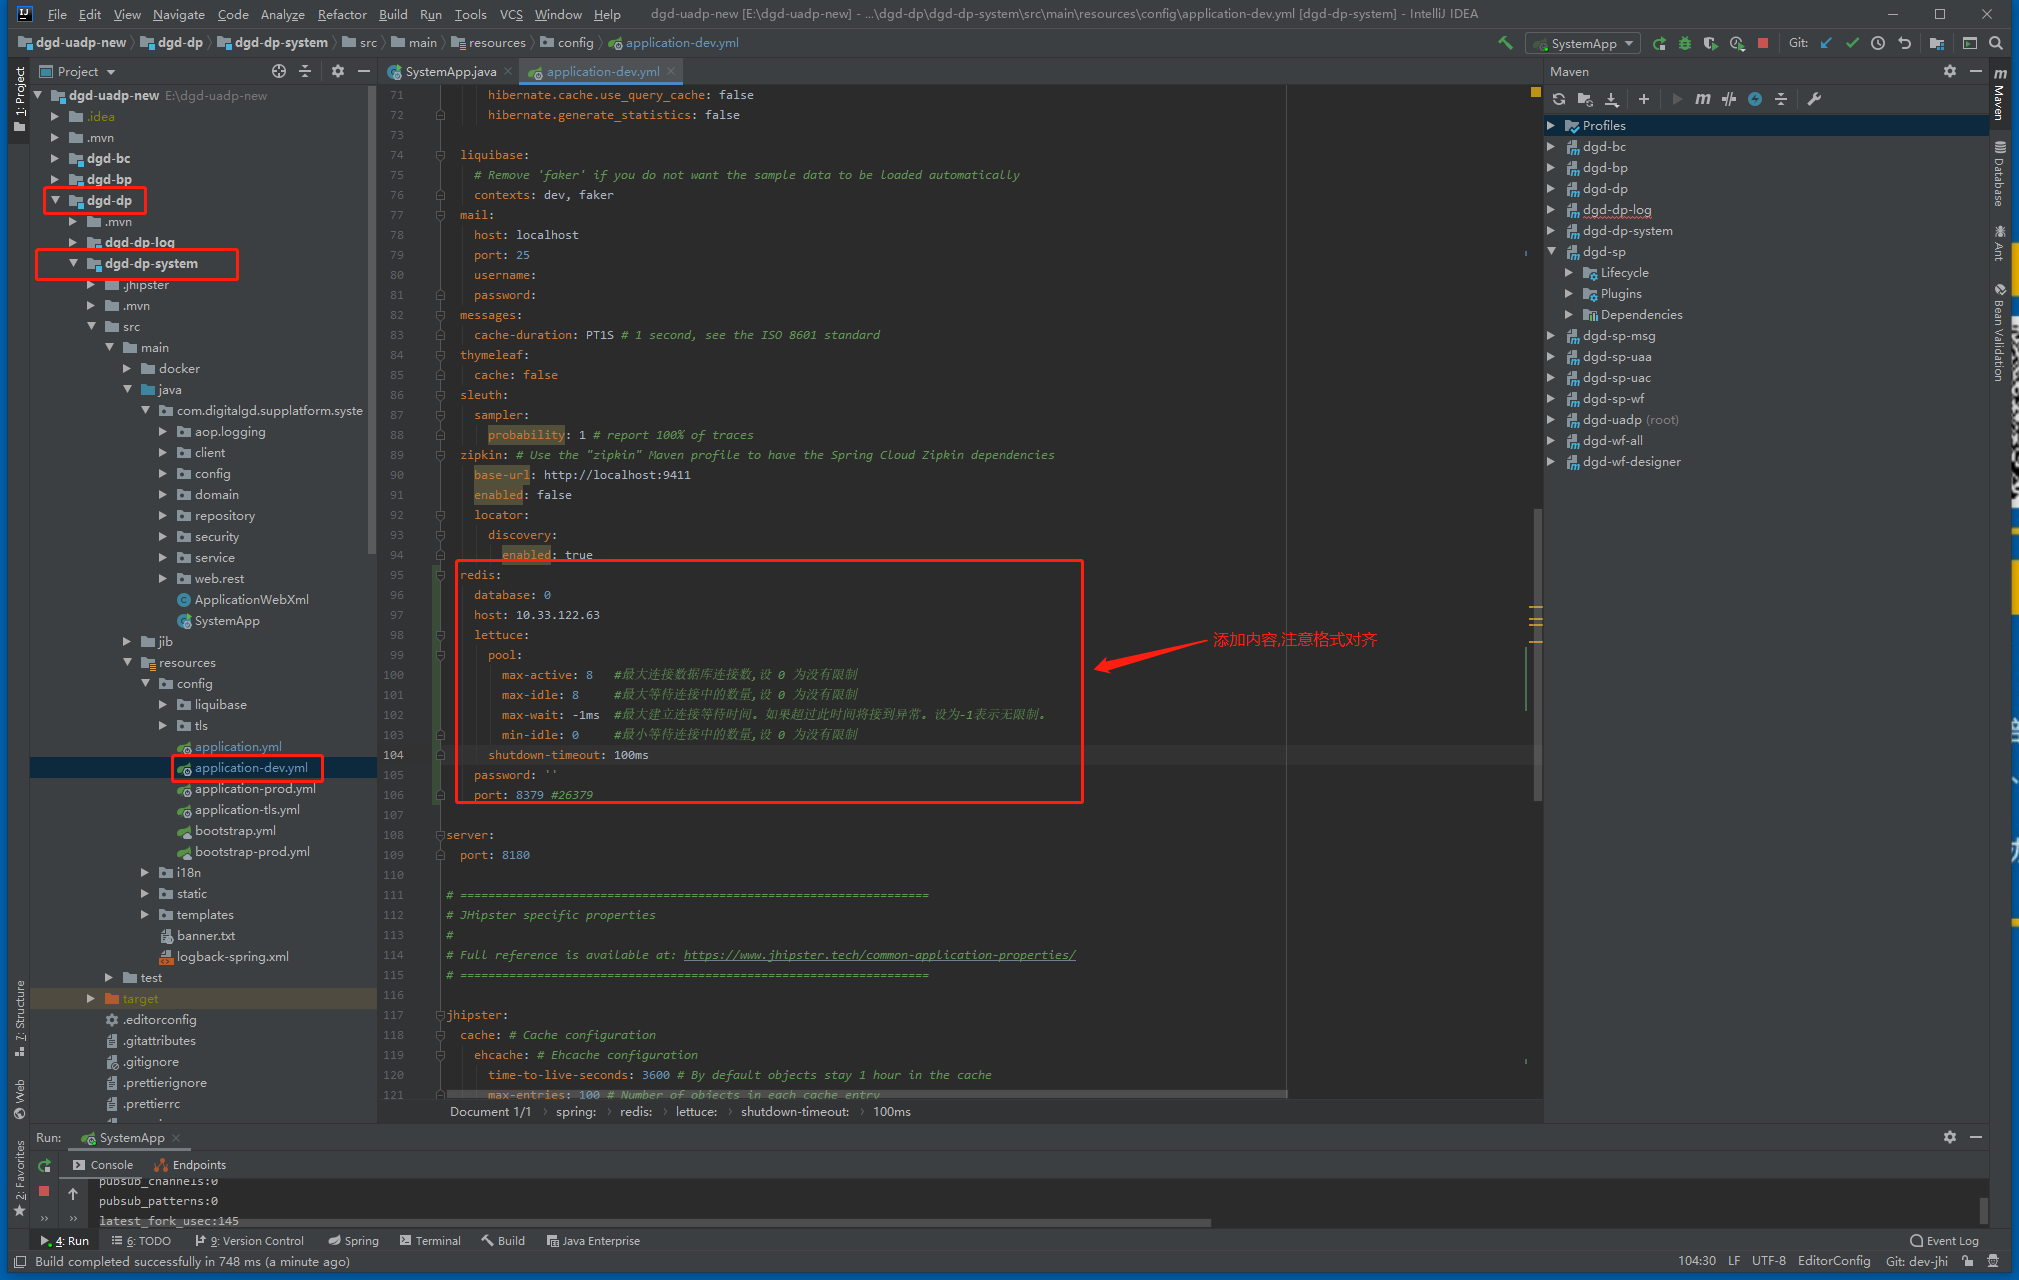 File Edit View Navigate Code Analyze Refactor Build Run Tools VCS Window Help dgd-uadp-new [E:\dgd-uadp-new] - ...\dgd-dp\dgd-dp-system\src\main\resources\config\application-dev.yml [dgd-dp-system] - IntelliJ IDEA
dgd-uadp-new dgd-dp dgd-dp-system src main resources config application-dev.yml SystemApp Git:
Project
SystemApp.java application-dev.yml
Maven
1: Project
7: Structure
Web
2: Favorites
dgd-uadp-new E:\dgd-uadp-new
.idea
.mvn
dgd-bc
dgd-bp
dgd-dp
.mvn
dgd-dp-log
dgd-dp-system
.jhipster
.mvn
src
main
docker
java
com.digitalgd.supplatform.syste
aop.logging
client
config
domain
repository
security
service
web.rest
ApplicationWebXml
SystemApp
jib
resources
config
liquibase
tls
application.yml
application-dev.yml
application-prod.yml
application-tls.yml
bootstrap.yml
bootstrap-prod.yml
i18n
static
templates
banner.txt
logback-spring.xml
test
target
.editorconfig
.gitattributes
.gitignore
.prettierignore
.prettierrc
71 hibernate.cache.use_query_cache: false
72 hibernate.generate_statistics: false
73
74 liquibase:
75 # Remove 'faker' if you do not want the sample data to be loaded automatically
76 contexts: dev, faker
77 mail:
78 host: localhost
79 port: 25
80 username:
81 password:
82 messages:
83 cache-duration: PT1S # 1 second, see the ISO 8601 standard
84 thymeleaf:
85 cache: false
86 sleuth:
87 sampler:
88 probability: 1 # report 100% of traces
89 zipkin: # Use the "zipkin" Maven profile to have the Spring Cloud Zipkin dependencies
90 base-url: http://localhost:9411
91 enabled: false
92 locator:
93 discovery:
94 enabled: true
95 redis:
96 database: 0
97 host: 10.33.122.63
98 lettuce:
99 pool:
100 max-active: 8 #最大连接数据库连接数,设 0 为没有限制
101 max-idle: 8 #最大等待连接中的数量,设 0 为没有限制
102 max-wait: -1ms #最大建立连接等待时间。如果超过此时间将接到异常。设为-1表示无限制。
103 min-idle: 0 #最小等待连接中的数量,设 0 为没有限制
104 shutdown-timeout: 100ms
105 password: ''
106 port: 8379 #26379
107
108 server:
109 port: 8180
110
111 # ===================================================================
112 # JHipster specific properties
113 #
114 # Full reference is available at: https://www.jhipster.tech/common-application-properties/
115 # ===================================================================
116
117 jhipster:
118 cache: # Cache configuration
119 ehcache: # Ehcache configuration
120 time-to-live-seconds: 3600 # By default objects stay 1 hour in the cache
121 max-entries: 100 # Number of objects in each cache entry
添加内容,注意格式对齐
Document 1/1 spring: redis: lettuce: shutdown-timeout: 100ms
Profiles
dgd-bc
dgd-bp
dgd-dp
dgd-dp-log
dgd-dp-system
dgd-sp
Lifecycle
Plugins
Dependencies
dgd-sp-msg
dgd-sp-uaa
dgd-sp-uac
dgd-sp-wf
dgd-uadp (root)
dgd-wf-all
dgd-wf-designer
Maven
Database
Ant
Bean Validation
Run: SystemApp
Console Endpoints
pubsub_channels:0
pubsub_patterns:0
latest_fork_usec:145
4: Run 6: TODO 9: Version Control Spring Terminal Build Java Enterprise Event Log
Build completed successfully in 748 ms (a minute ago) 104:30 LF UTF-8 EditorConfig Git: dev-jhi